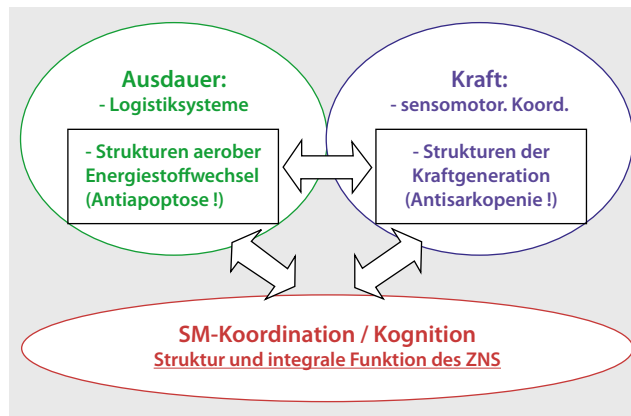 Ausdauer:
- Logistiksysteme
- Strukturen aerober
Energiestoffwechsel
(Antiapoptose !)
Kraft:
- sensomotor. Koord.
- Strukturen der
Kraftgeneration
(Antisarkopenie !)
SM-Koordination / Kognition
Struktur und integrale Funktion des ZNS